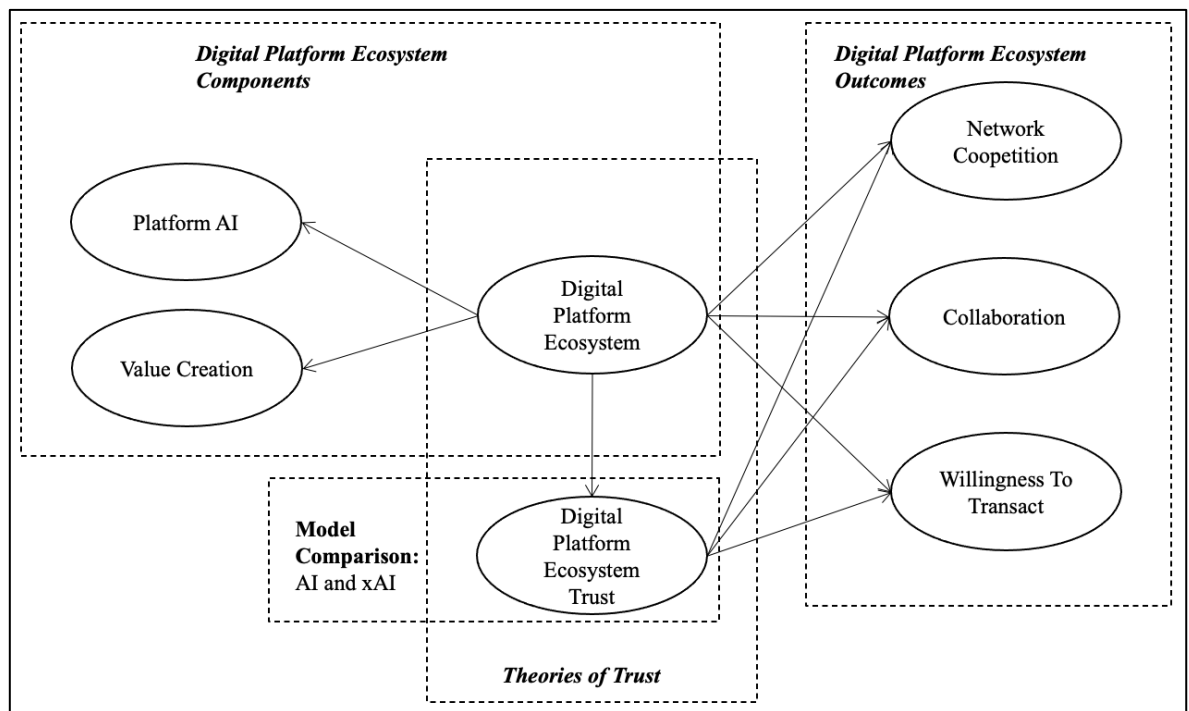 Digital Platform Ecosystem
Components
Digital Platform Ecosystem
Outcomes
Network
Coopetition
Platform AI
Digital
Platform
Ecosystem
Collaboration
Value Creation
Willingness To
Transact
Model
Comparison:
AI and xAI
Digital
Platform
Ecosystem
Trust
Theories of Trust